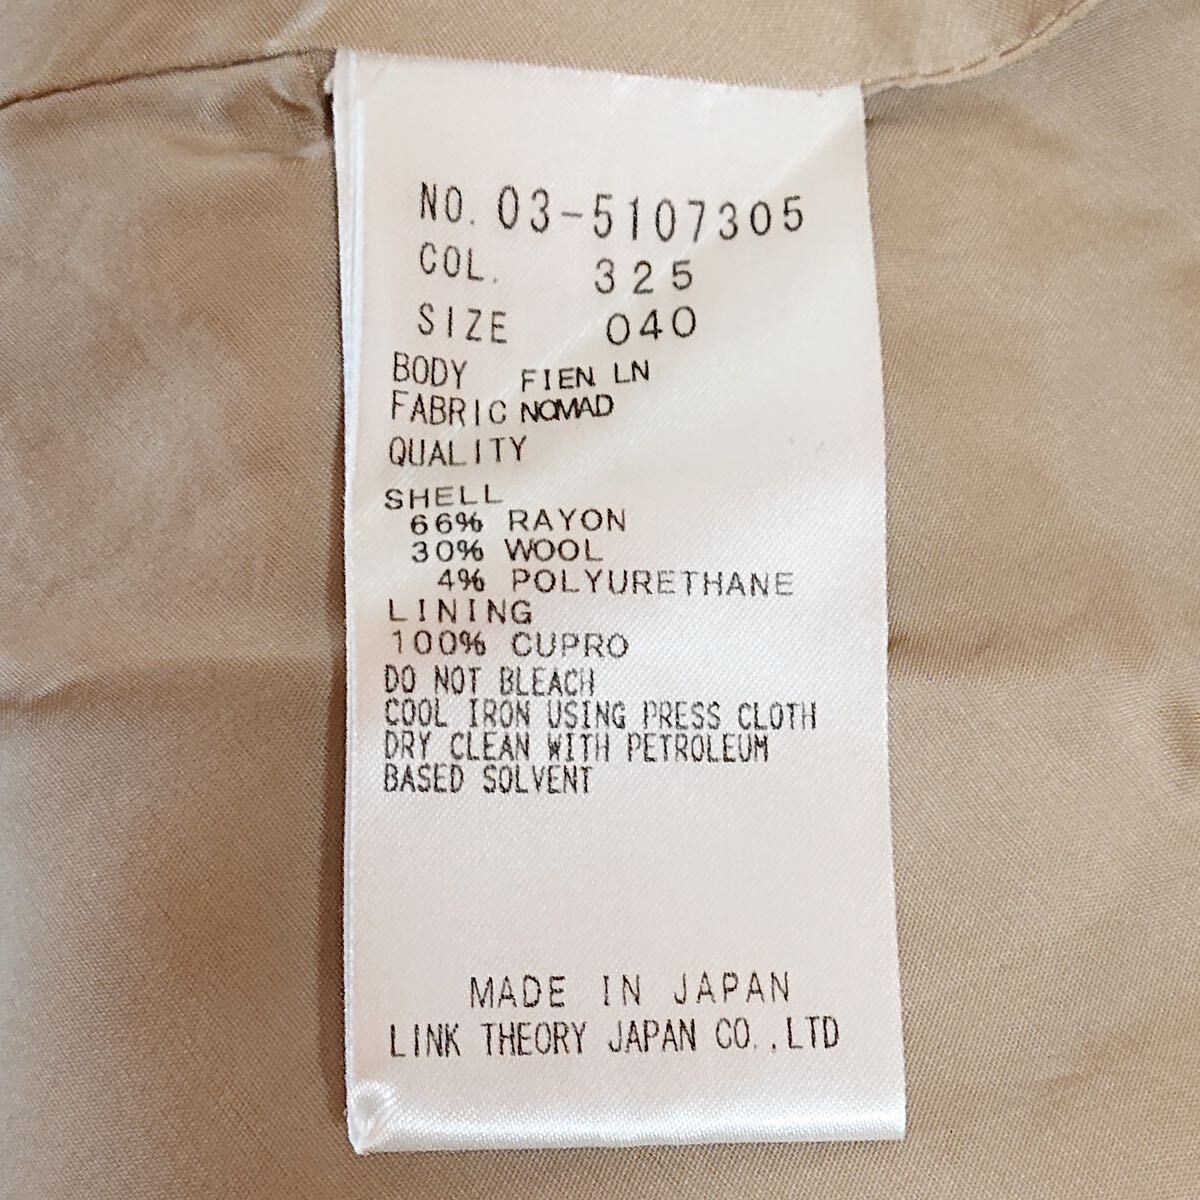 NO. 03-5107305
COL. 325
SIZE 040
BODY FIEN LN
FABRIC NOMAD
QUALITY
SHELL
66% RAYON
30% WOOL
4% POLYURETHANE
LINING
100% CUPRO
DO NOT BLEACH
COOL IRON USING PRESS CLOTH
DRY CLEAN WITH PETROLEUM
BASED SOLVENT
MADE IN JAPAN
LINK THEORY JAPAN CO.,LTD